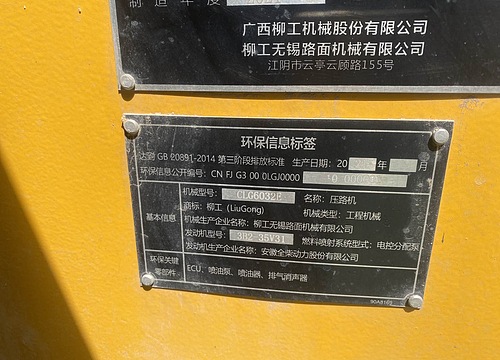 制造年度
广西柳工机械股份有限公司
柳工无锡路面机械有限公司
江阴市云亭云顾路155号
环保信息标签
达到 GB 20891-2014 第三阶段排放标准 生产日期：20 年 月
环保信息公开编号：CN FJ G3 00 0LGJ0000
基本信息
机械型号：CLG6032E 名称：压路机
商标：柳工（LiuGong） 机械类型：工程机械
机械生产企业名称：柳工无锡路面机械有限公司
发动机型号：3B2-35V31 燃料喷射系统型式：电控分配泵
发动机生产企业名称：安徽全柴动力股份有限公司
环保关键零部件
ECU、喷油泵、喷油器、排气消声器